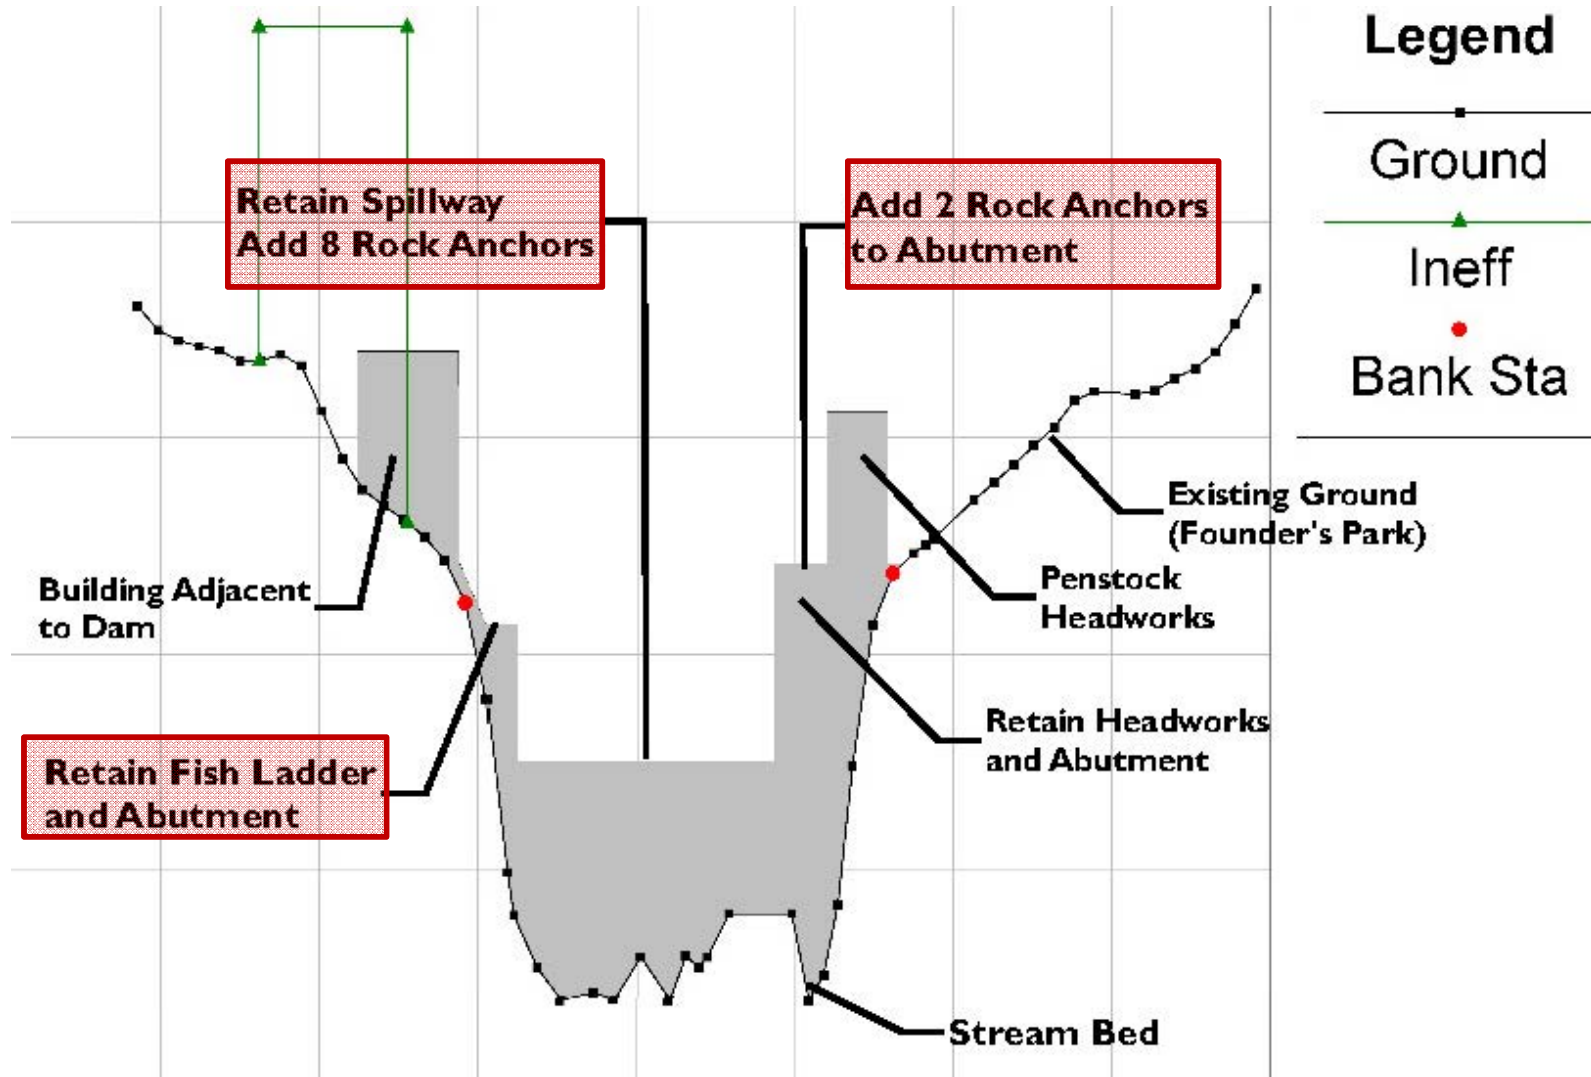 Legend
Ground
Ineff
Bank Sta
Retain Spillway
Add 8 Rock Anchors
Add 2 Rock Anchors
to Abutment
Existing Ground
(Founder's Park)
Building Adjacent
to Dam
Penstock
Headworks
Retain Headworks
and Abutment
Retain Fish Ladder
and Abutment
Stream Bed